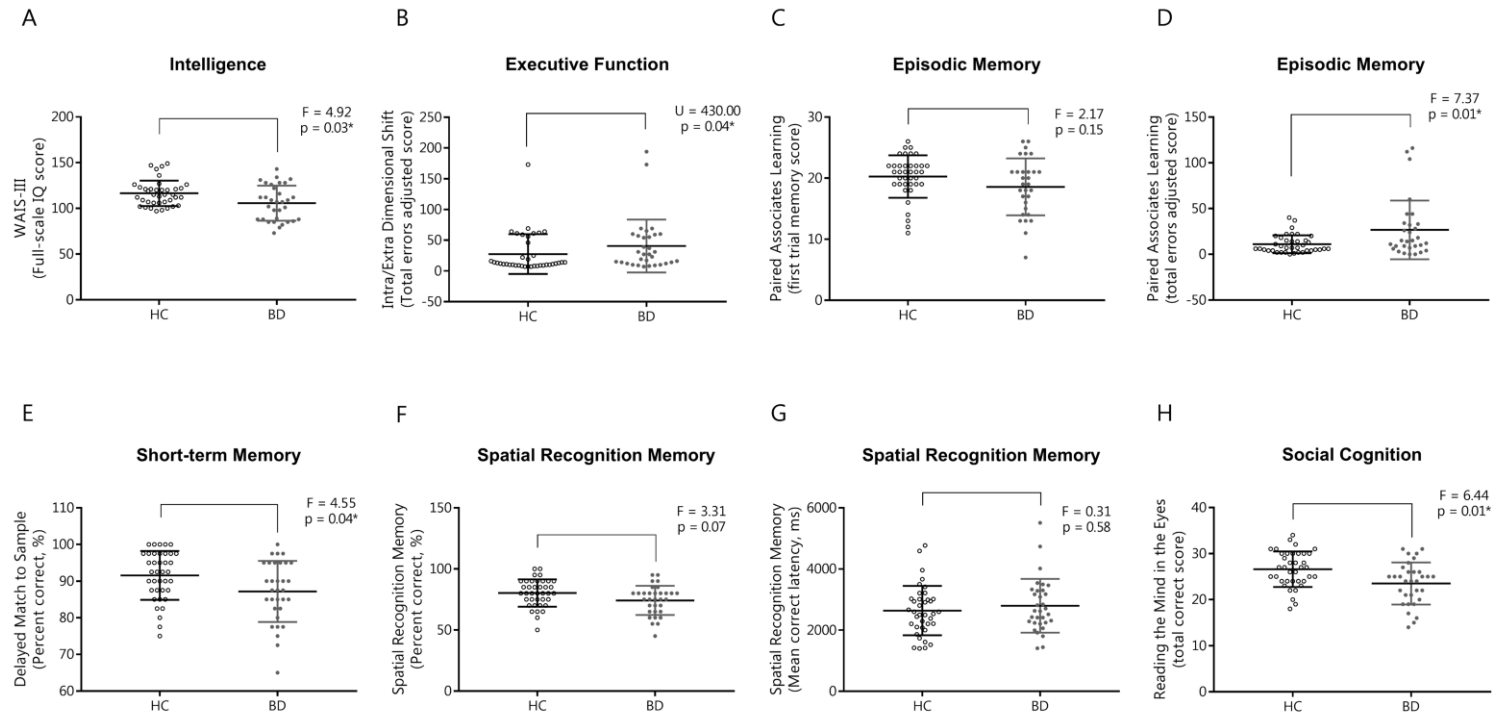 A
Intelligence
WAIS-III
(Full-scale IQ score)
200
150
100
50
0
F = 4.92
p = 0.03*
HC
BD
B
Executive Function
Intra/Extra Dimensional Shift
(Total errors adjusted score)
250
200
150
100
50
0
-50
U = 430.00
p = 0.04*
HC
BD
C
Episodic Memory
Paired Associates Learning
(first trial memory score)
30
20
10
0
F = 2.17
p = 0.15
HC
BD
D
Episodic Memory
Paired Associates Learning
(total errors adjusted score)
150
100
50
0
-50
F = 7.37
p = 0.01*
HC
BD
E
Short-term Memory
Delayed Match to Sample
(Percent correct, %)
110
100
90
80
70
60
F = 4.55
p = 0.04*
HC
BD
F
Spatial Recognition Memory
Spatial Recognition Memory
(Percent correct, %)
150
100
50
0
F = 3.31
p = 0.07
HC
BD
G
Spatial Recognition Memory
Spatial Recognition Memory
(Mean correct latency, ms)
6000
4000
2000
0
F = 0.31
p = 0.58
HC
BD
H
Social Cognition
Reading the Mind in the Eyes
(total correct score)
40
30
20
10
0
F = 6.44
p = 0.01*
HC
BD